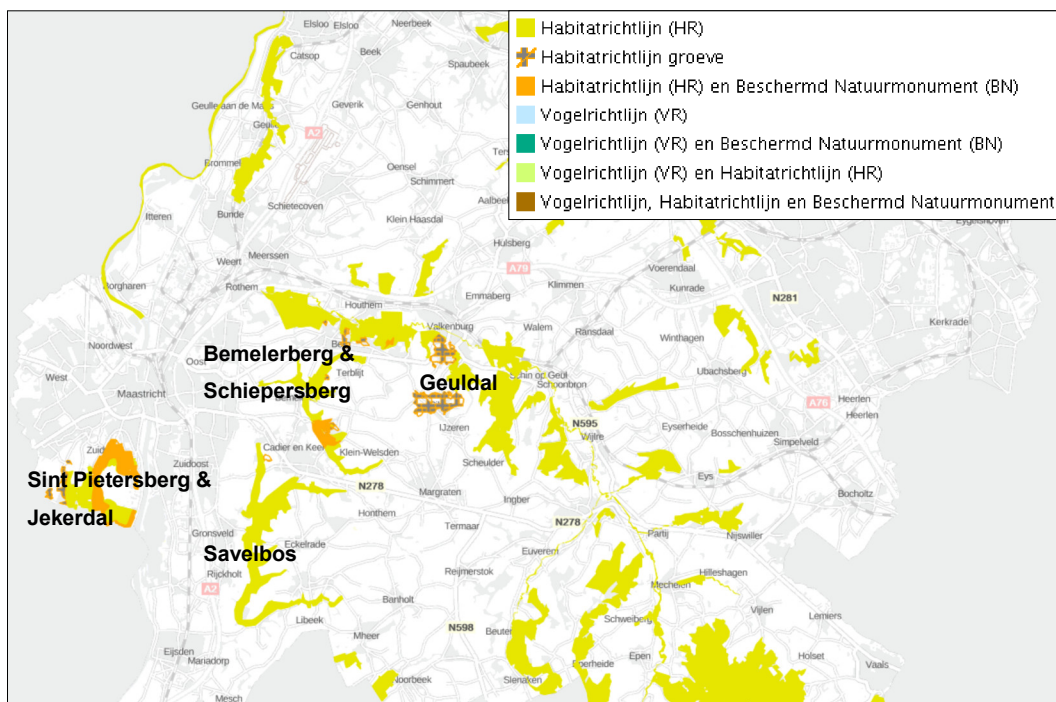 Habitatrichtlijn (HR)
Habitatrichtlijn groeve
Habitatrichtlijn (HR) en Beschermd Natuurmonument (BN)
Vogelrichtlijn (VR)
Vogelrichtlijn (VR) en Beschermd Natuurmonument (BN)
Vogelrichtlijn (VR) en Habitatrichtlijn (HR)
Vogelrichtlijn, Habitatrichtlijn en Beschermd Natuurmonument
Elsloo
Elsloo
Neerbeek
Catsop
Beek
Spaubeek
Geulle aan de Maas
Geverik
Genhout
Geulle
A2
Brommel
Oensel
Schimmert
Itteren
Bunde
Schietecoven
Klein Haasdal
Hulsberg
Meerssen
Weert
Rothem
A79
Voerendaal
Kunrade
Borgharen
Houthem
Emmaberg
Klimmen
N281
Kerkrade
Noordwest
Valkenburg
Walem
Ransdaal
Winthagen
Oost
Bemelerberg &
Schiepersberg
Terblijt
Geuldal
Schin op Geul
Schoonbron
Ubachsberg
West
Maastricht
Heerlen
A76
Heerlen
IJzeren
N595
Wijlre
Eyserheide
Bosschenhuizen
Simpelveld
Cadier en Keer
Klein-Welsden
Zuidoost
Scheulder
Eys
Sint Pietersberg &
Jekerdal
N278
Margraten
Ingber
Bocholtz
Gronsveld
Honthem
Termaar
N278
Partij
Nijswiller
Savelbos
Eckelrade
Euverem
Rijckholt
Reijmerstok
Mechelen
Hilleshagen
A2
Banholt
Vijlen
Lemiers
Libeek
Mheer
N598
Schweiberg
Eijsden
Mariadorp
Epen
Holset
Vaals
Noorbeek
Slenaken
Mesch